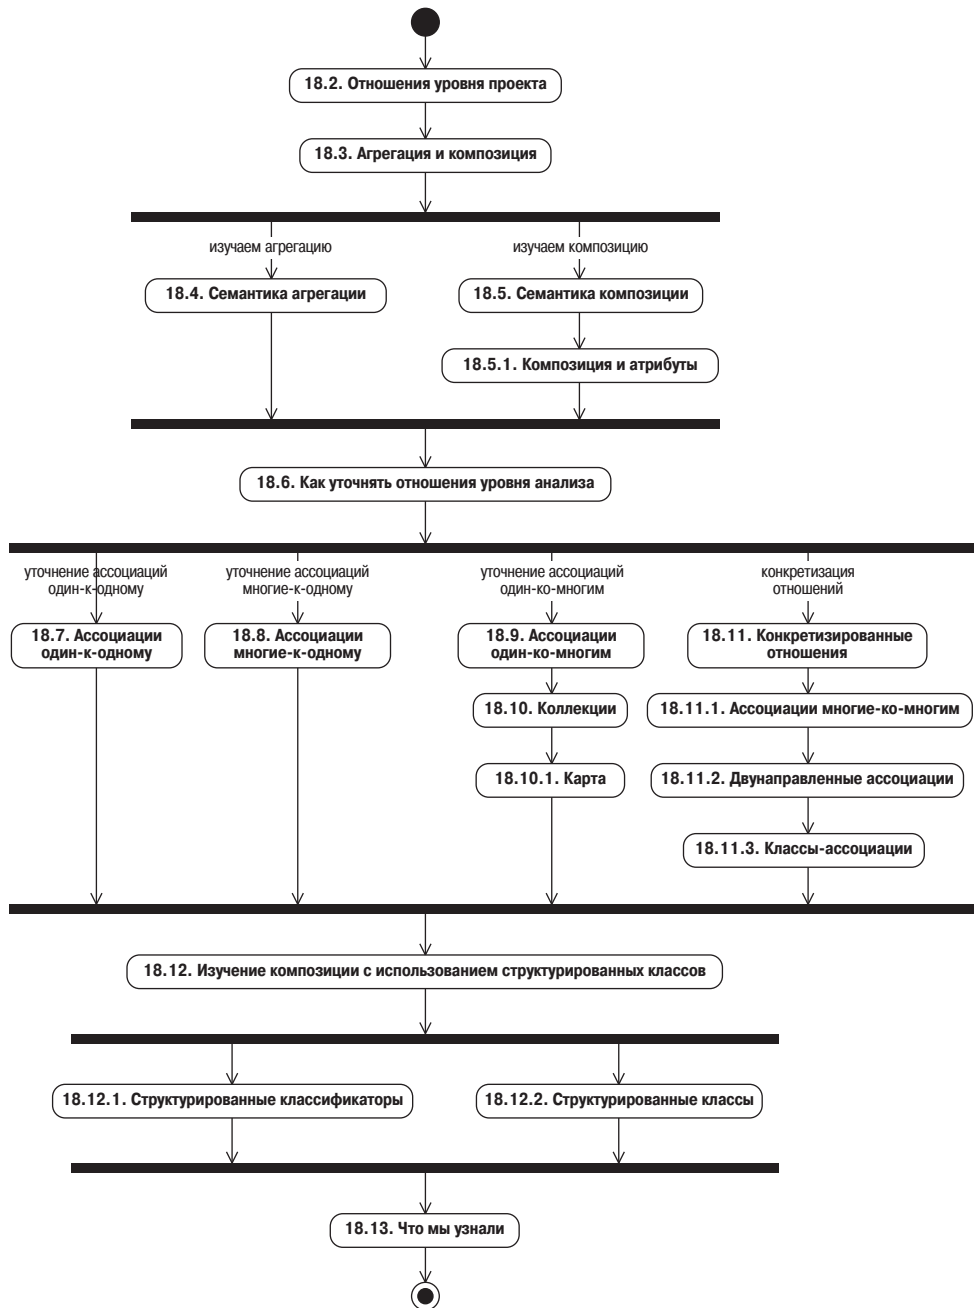 18.2. Отношения уровня проекта
18.3. Агрегация и композиция
изучаем агрегацию
изучаем композицию
18.4. Семантика агрегации
18.5. Семантика композиции
18.5.1. Композиция и атрибуты
18.6. Как уточнять отношения уровня анализа
уточнение ассоциаций
один-к-одному
уточнение ассоциаций
многие-к-одному
уточнение ассоциаций
один-ко-многим
конкретизация
отношений
18.7. Ассоциации
один-к-одному
18.8. Ассоциации
многие-к-одному
18.9. Ассоциации
один-ко-многим
18.11. Конкретизированные
отношения
18.10. Коллекции
18.11.1. Ассоциации многие-ко-многим
18.10.1. Карта
18.11.2. Двунаправленные ассоциации
18.11.3. Классы-ассоциации
18.12. Изучение композиции с использованием структурированных классов
18.12.1. Структурированные классификаторы
18.12.2. Структурированные классы
18.13. Что мы узнали